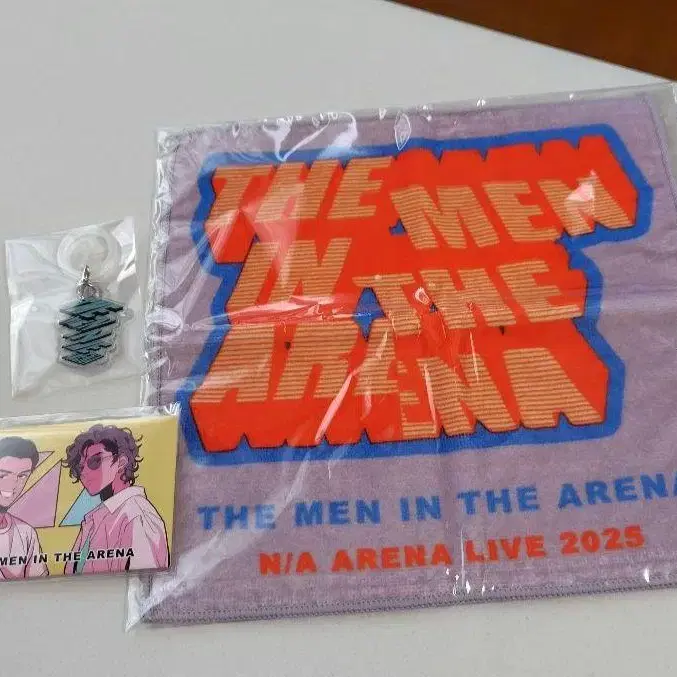 THE MEN
IN THE
ARENA
THE MEN IN THE ARENA
N/A ARENA LIVE 2025
MEN IN THE ARENA